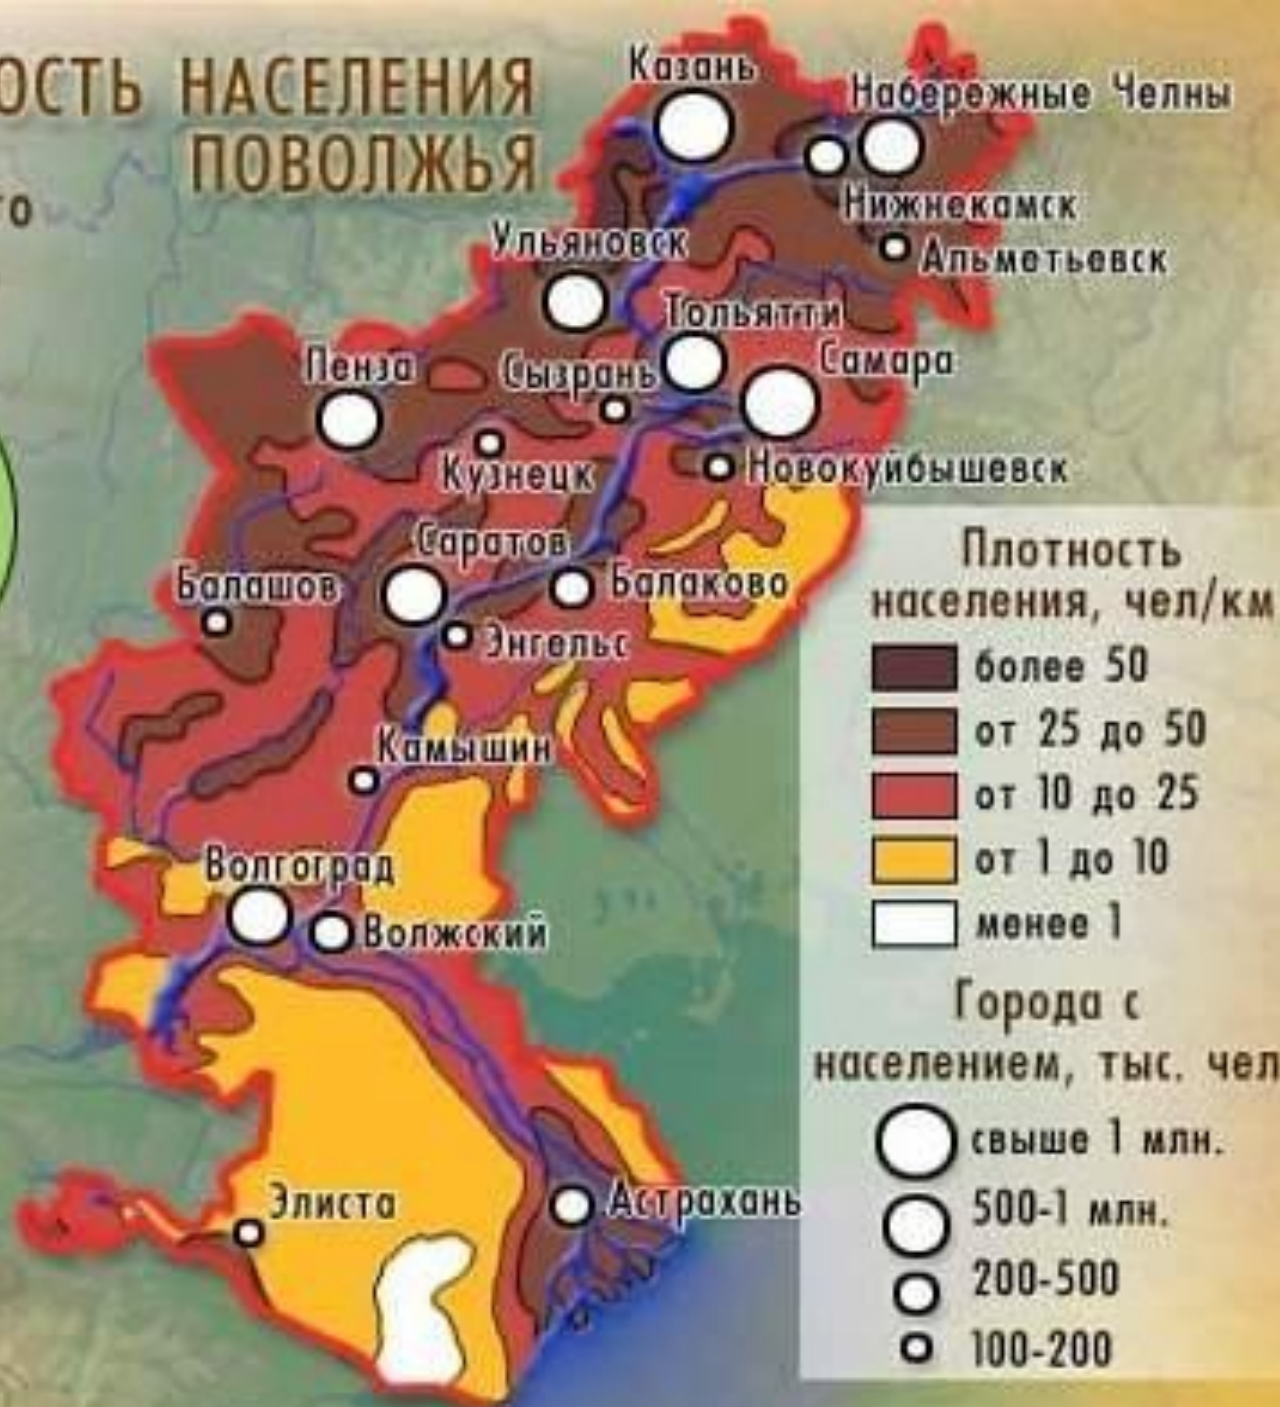 ОСТЬ НАСЕЛЕНИЯ
ПОВОЛЖЬЯ
го
Казань
Набережные Челны
Нижнекамск
Альметьевск
Ульяновск
Тольятти
Самара
Сызрань
Пенза
Кузнецк
Новокуйбышевск
Саратов
Балаково
Балашов
Энгельс
Камышин
Волгоград
Волжский
Элиста
Астрахань
Плотность
населения, чел/км
более 50
от 25 до 50
от 10 до 25
от 1 до 10
менее 1
Города с
населением, тыс. чел
свыше 1 млн.
500-1 млн.
200-500
100-200